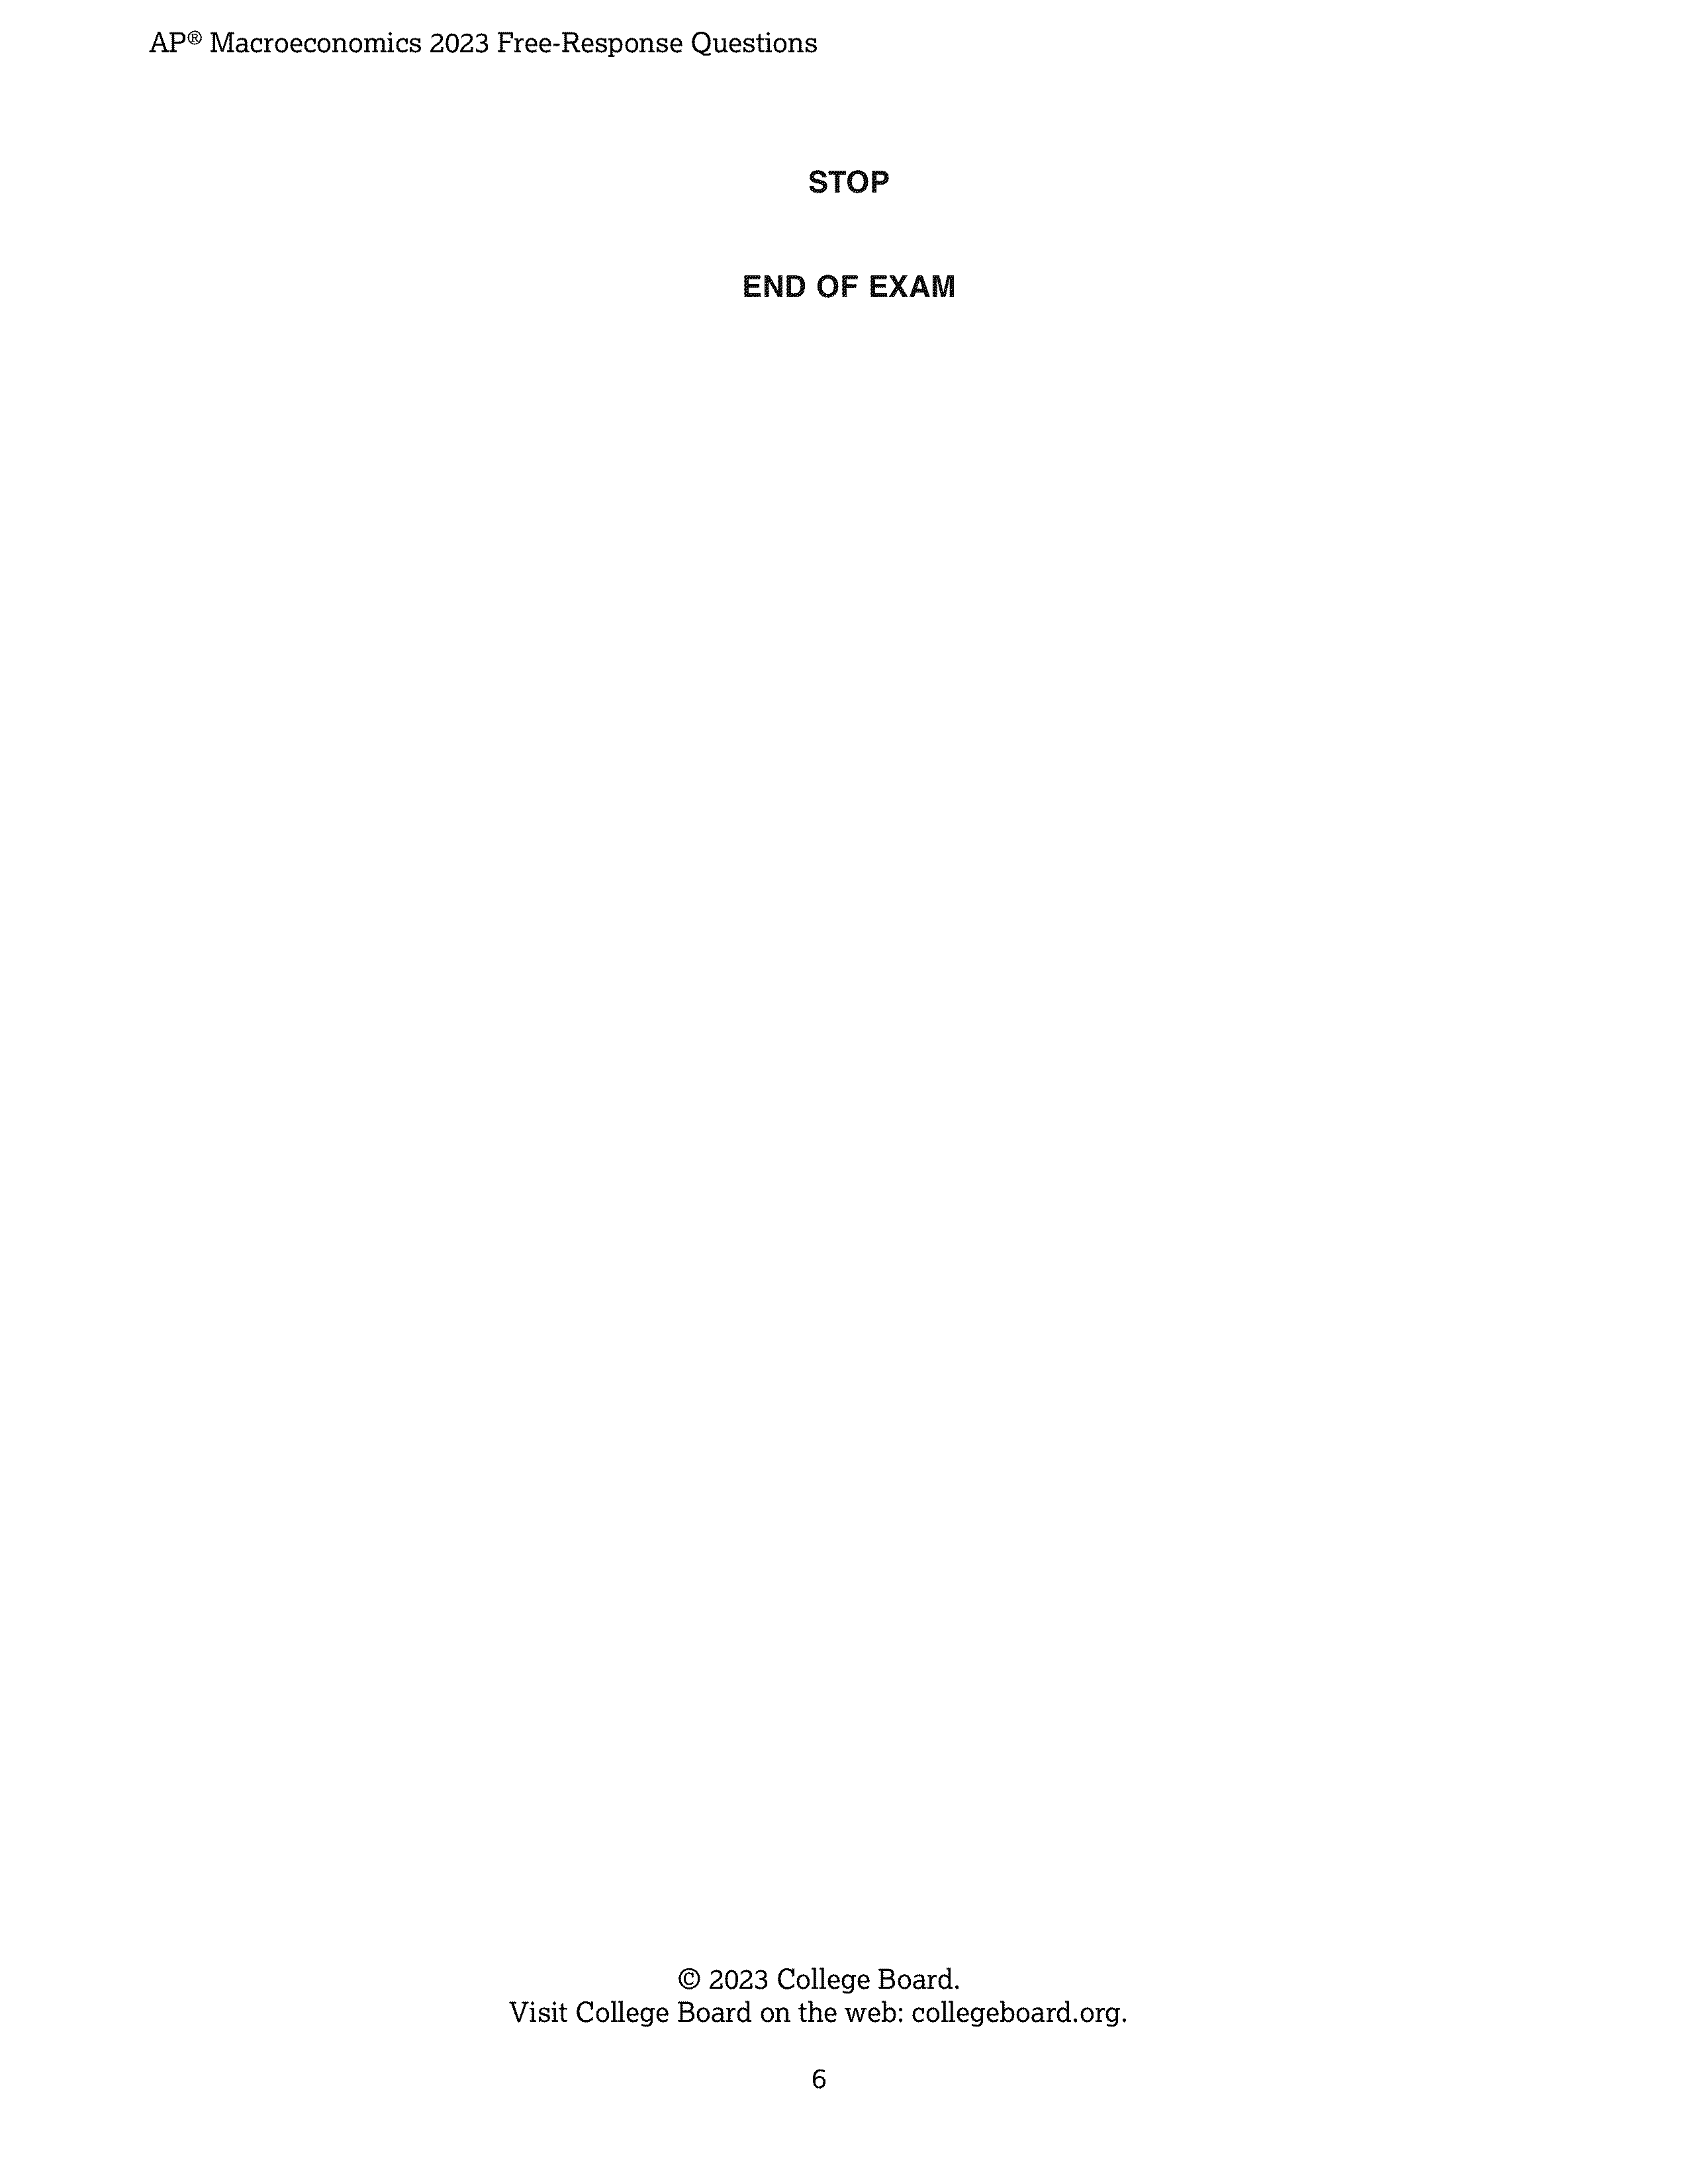 AP® Macroeconomics 2023 Free-Response Questions
STOP
END OF EXAM
© 2023 College Board.
Visit College Board on the web: collegeboard.org.
6